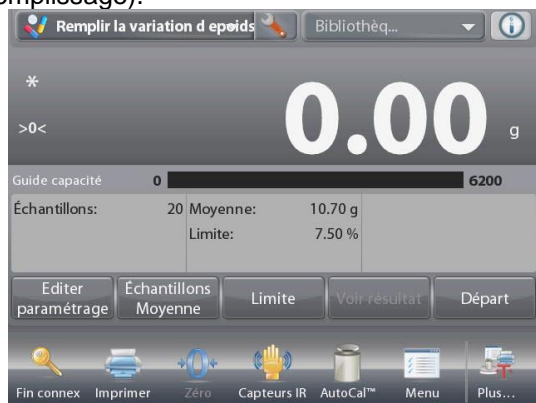 mplissage).
Remplir la variation d epoids
Bibliothèq...
*
>0<
0.00 g
Guide capacité 0 6200
Échantillons: 20 Moyenne: 10.70 g
Limite: 7.50 %
Editer paramétrage
Échantillons Moyenne
Limite
Voir résultat
Départ
Fin connex Imprimer Zéro Capteurs IR AutoCal™ Menu Plus...